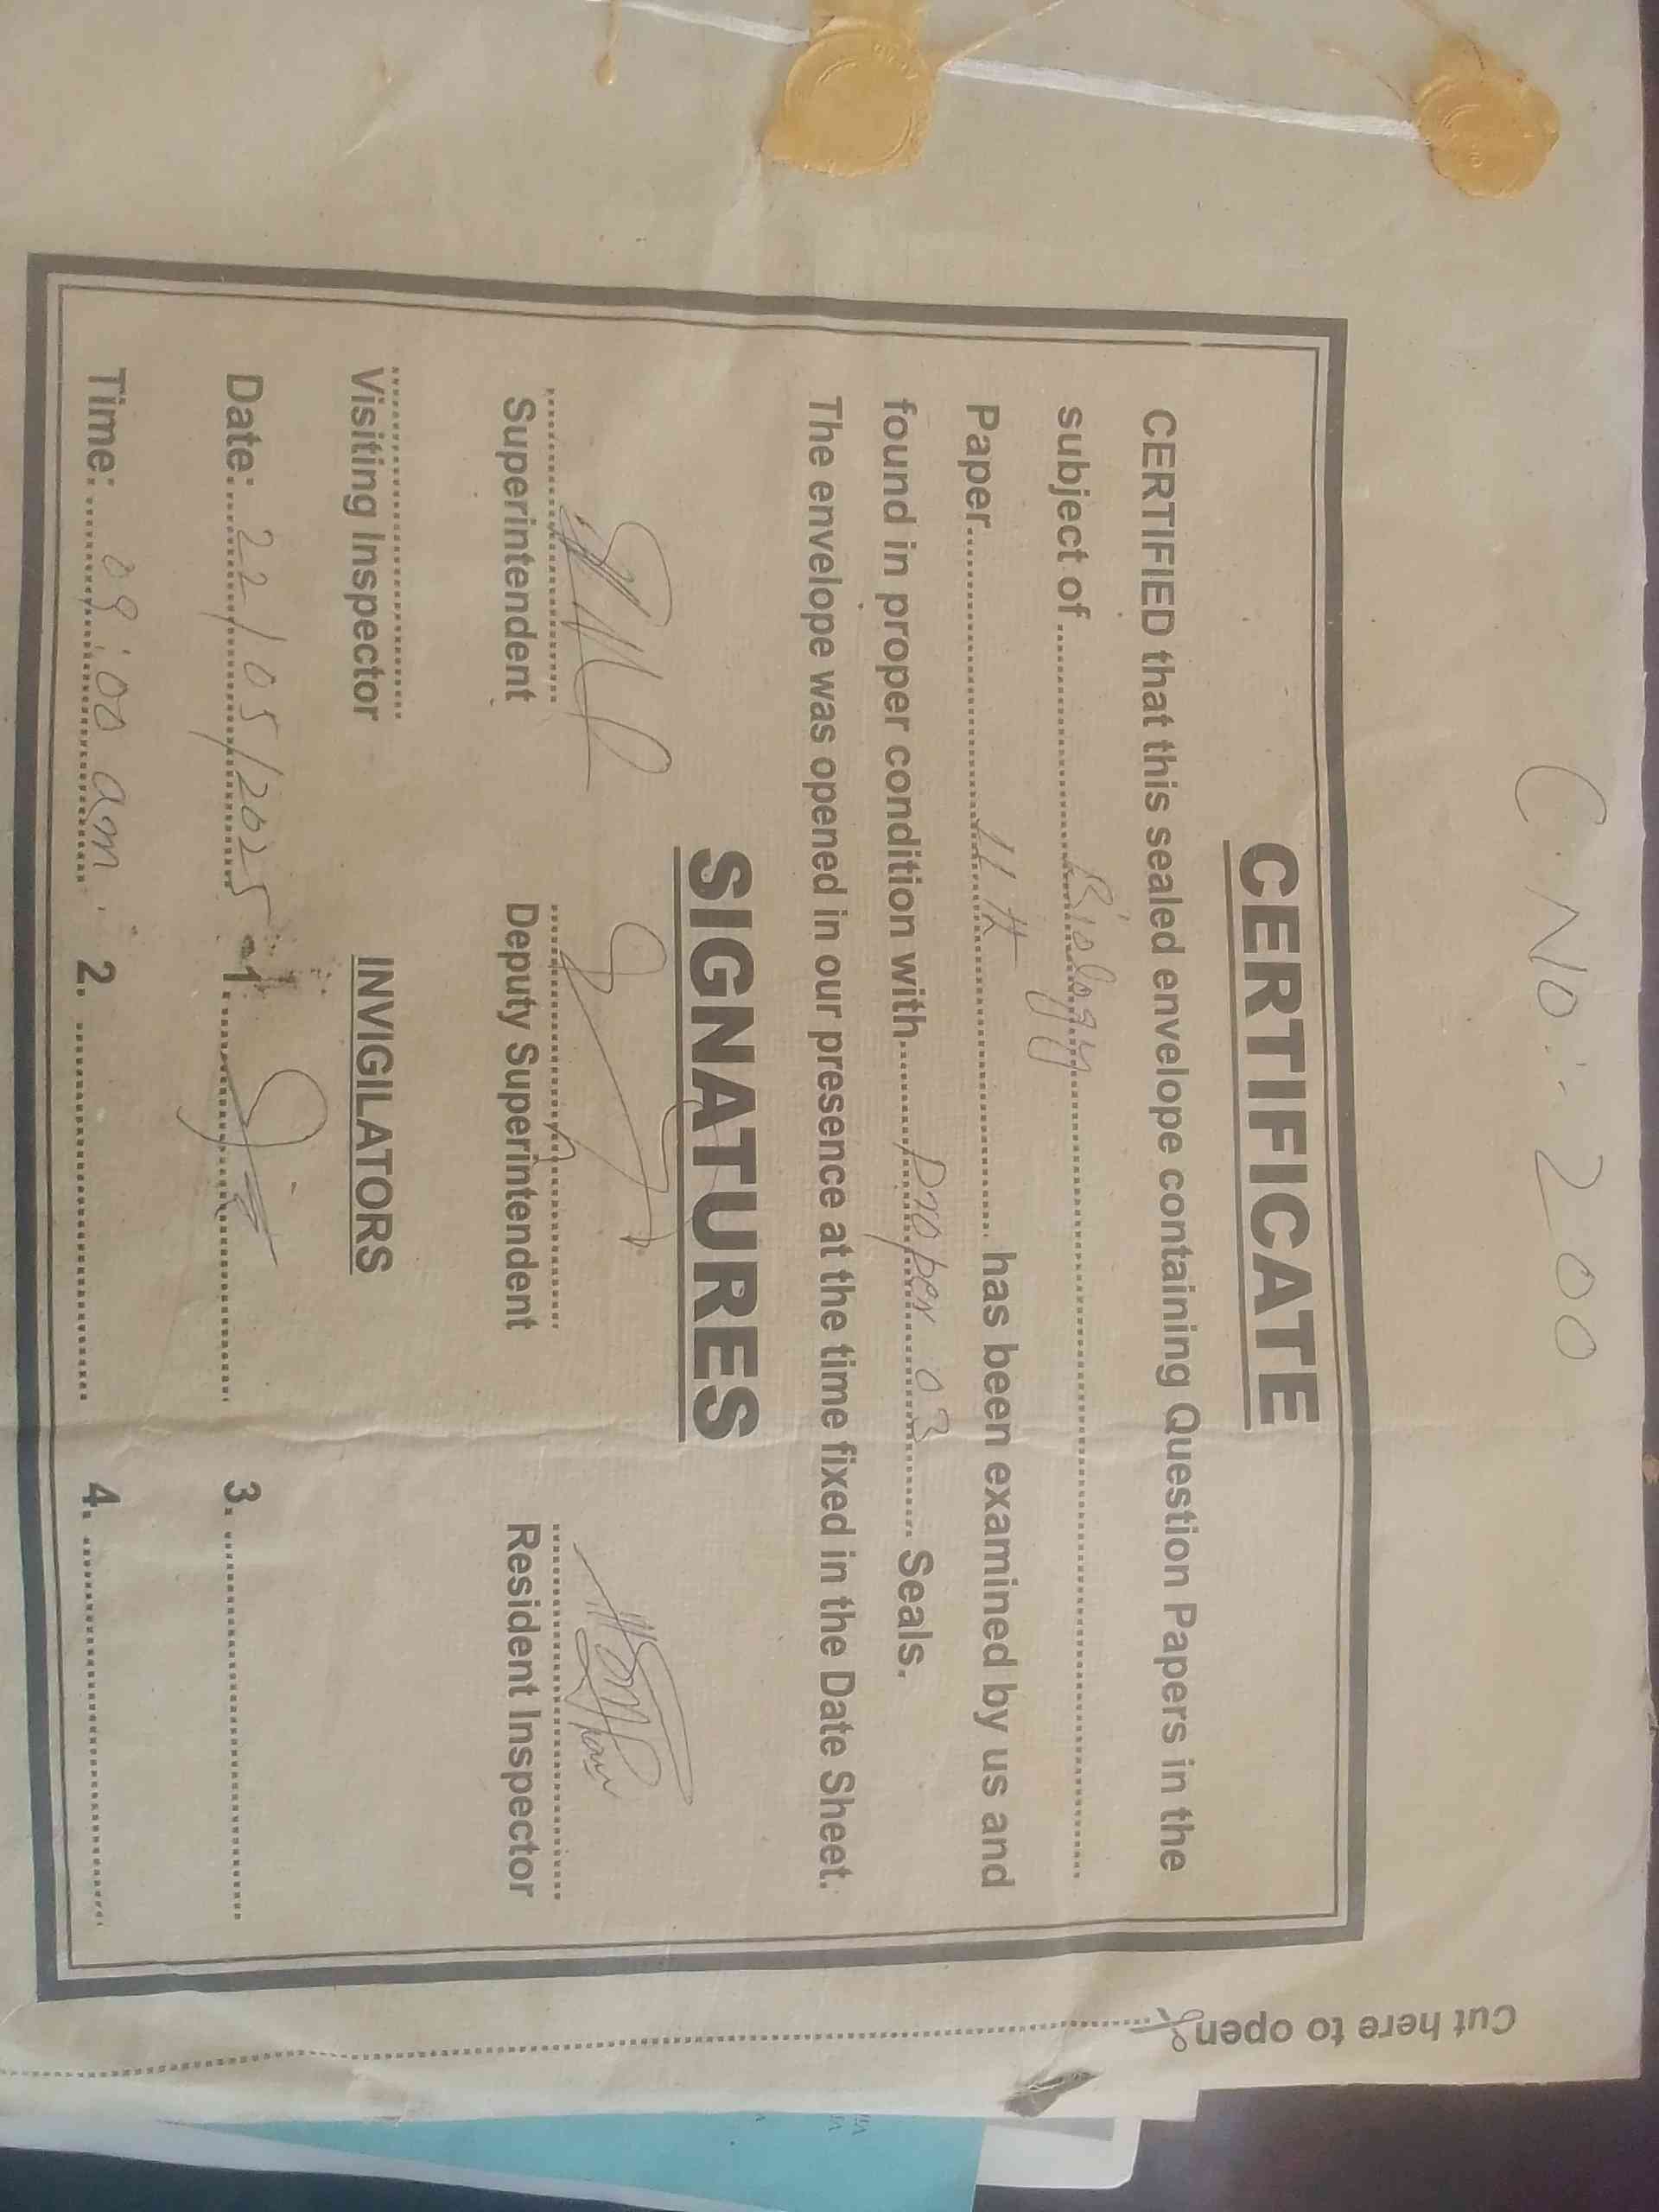 C. No:- 200
CERTIFICATE
CERTIFIED that this sealed envelope containing Question Papers in the
subject of .......... Biology ..........
Paper .......... 11th .......... has been examined by us and
found in proper condition with .......... proper 03 .......... Seals.
The envelope was opened in our presence at the time fixed in the Date Sheet.
SIGNATURES
Superintendent Deputy Superintendent Resident Inspector
Visiting Inspector INVIGILATORS
Date: 22/05/2025 1. .......... 3. ..........
Time: 09:00 am. 2. .......... 4. ..........
Cut here to open